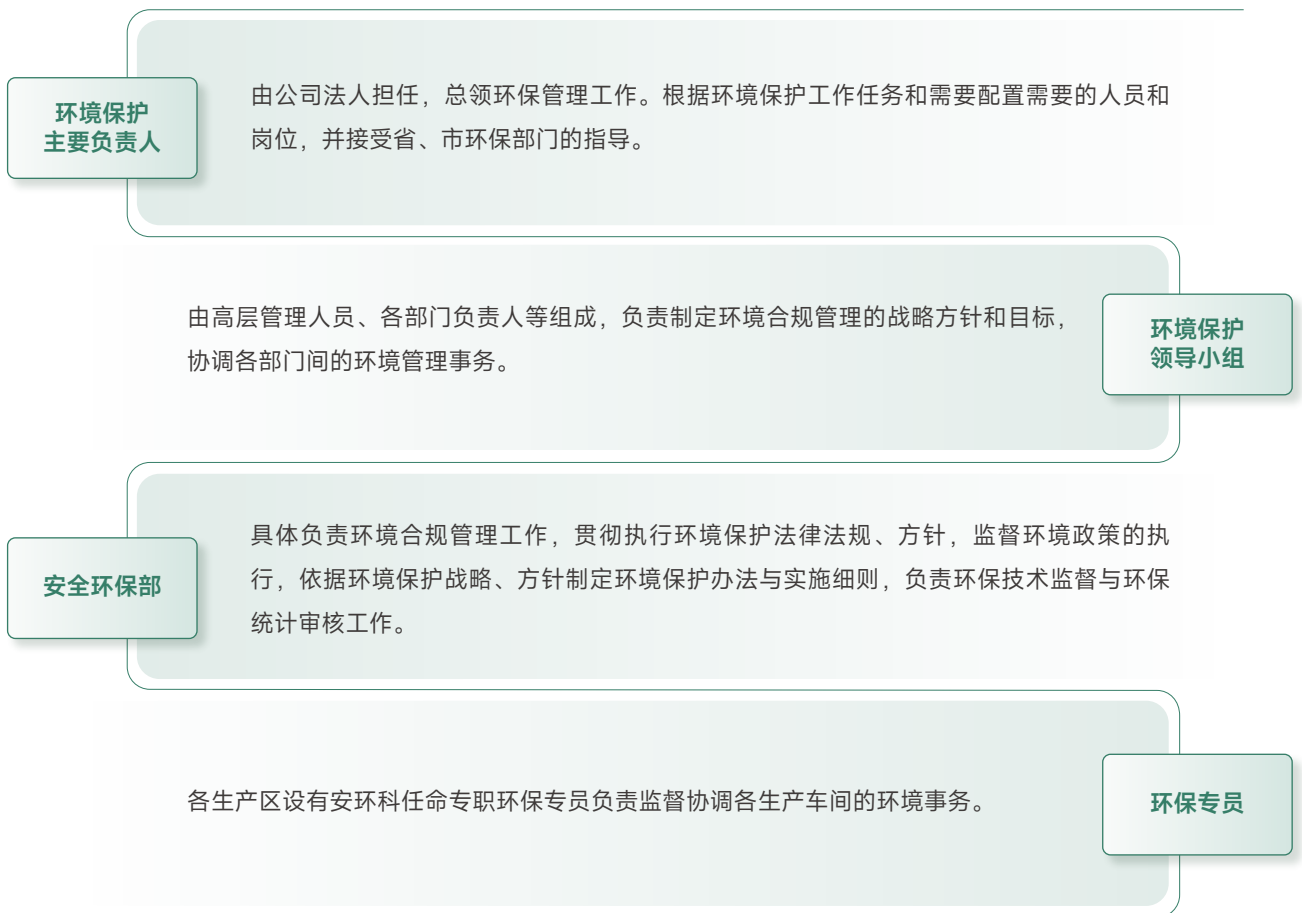 环境保护
主要负责人
由公司法人担任，总领环保管理工作。根据环境保护工作任务和需要配置需要的人员和
岗位，并接受省、市环保部门的指导。
由高层管理人员、各部门负责人等组成，负责制定环境合规管理的战略方针和目标，
协调各部门间的环境管理事务。
环境保护
领导小组
安全环保部
具体负责环境合规管理工作，贯彻执行环境保护法律法规、方针，监督环境政策的执
行，依据环境保护战略、方针制定环境保护办法与实施细则，负责环保技术监督与环保
统计审核工作。
各生产区设有安环科任命专职环保专员负责监督协调各生产车间的环境事务。
环保专员